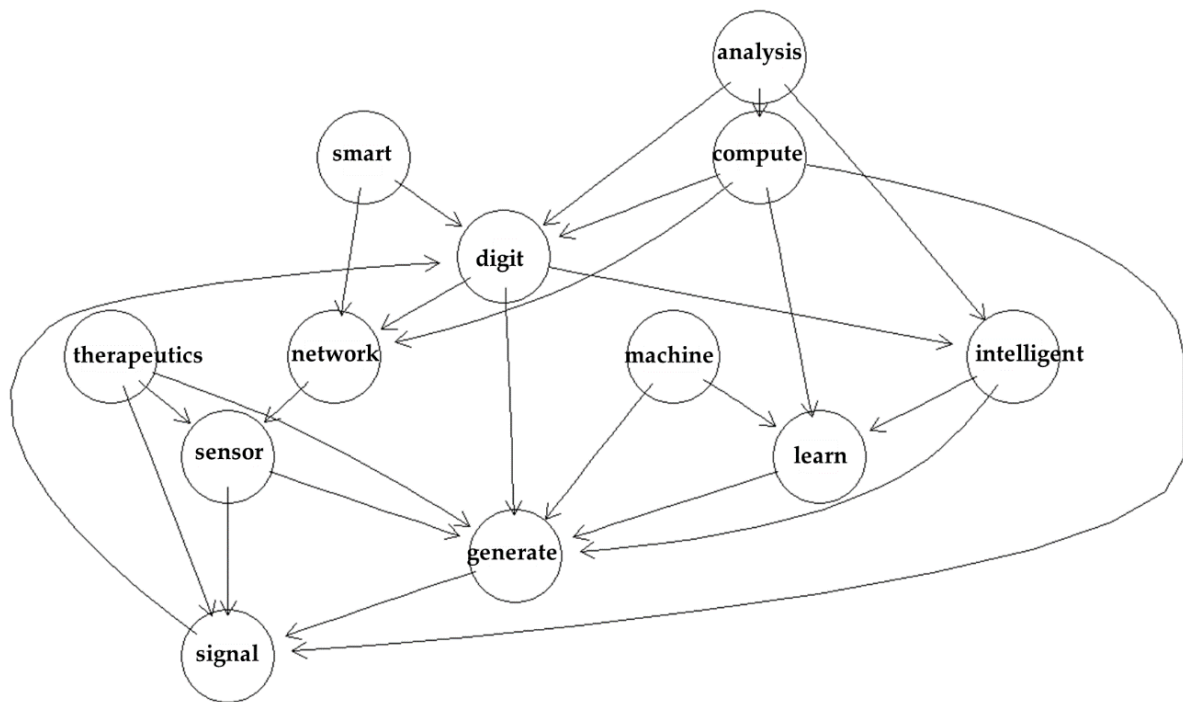 analysis
smart
compute
digit
therapeutics
network
machine
intelligent
sensor
learn
generate
signal